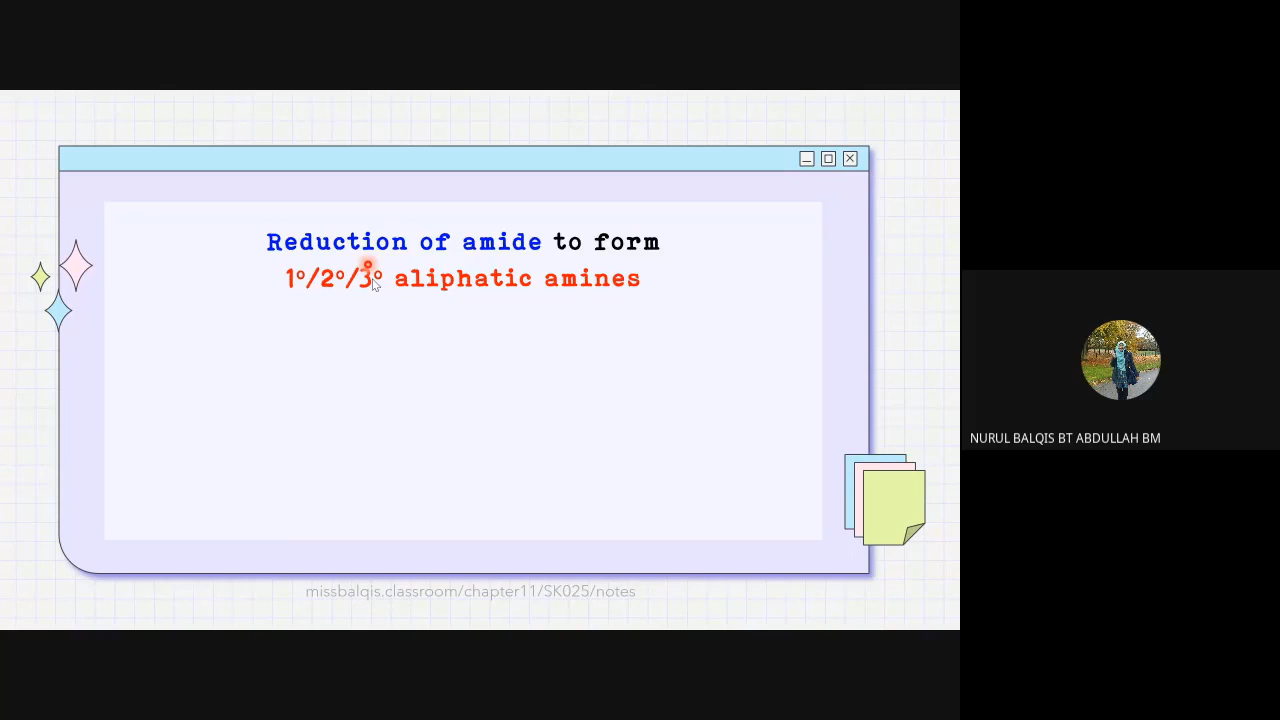 Reduction of amide to form
1°/2°/3° aliphatic amines
NURUL BALQIS BT ABDULLAH BM
missbalqis.classroom/chapter11/SK025/notes